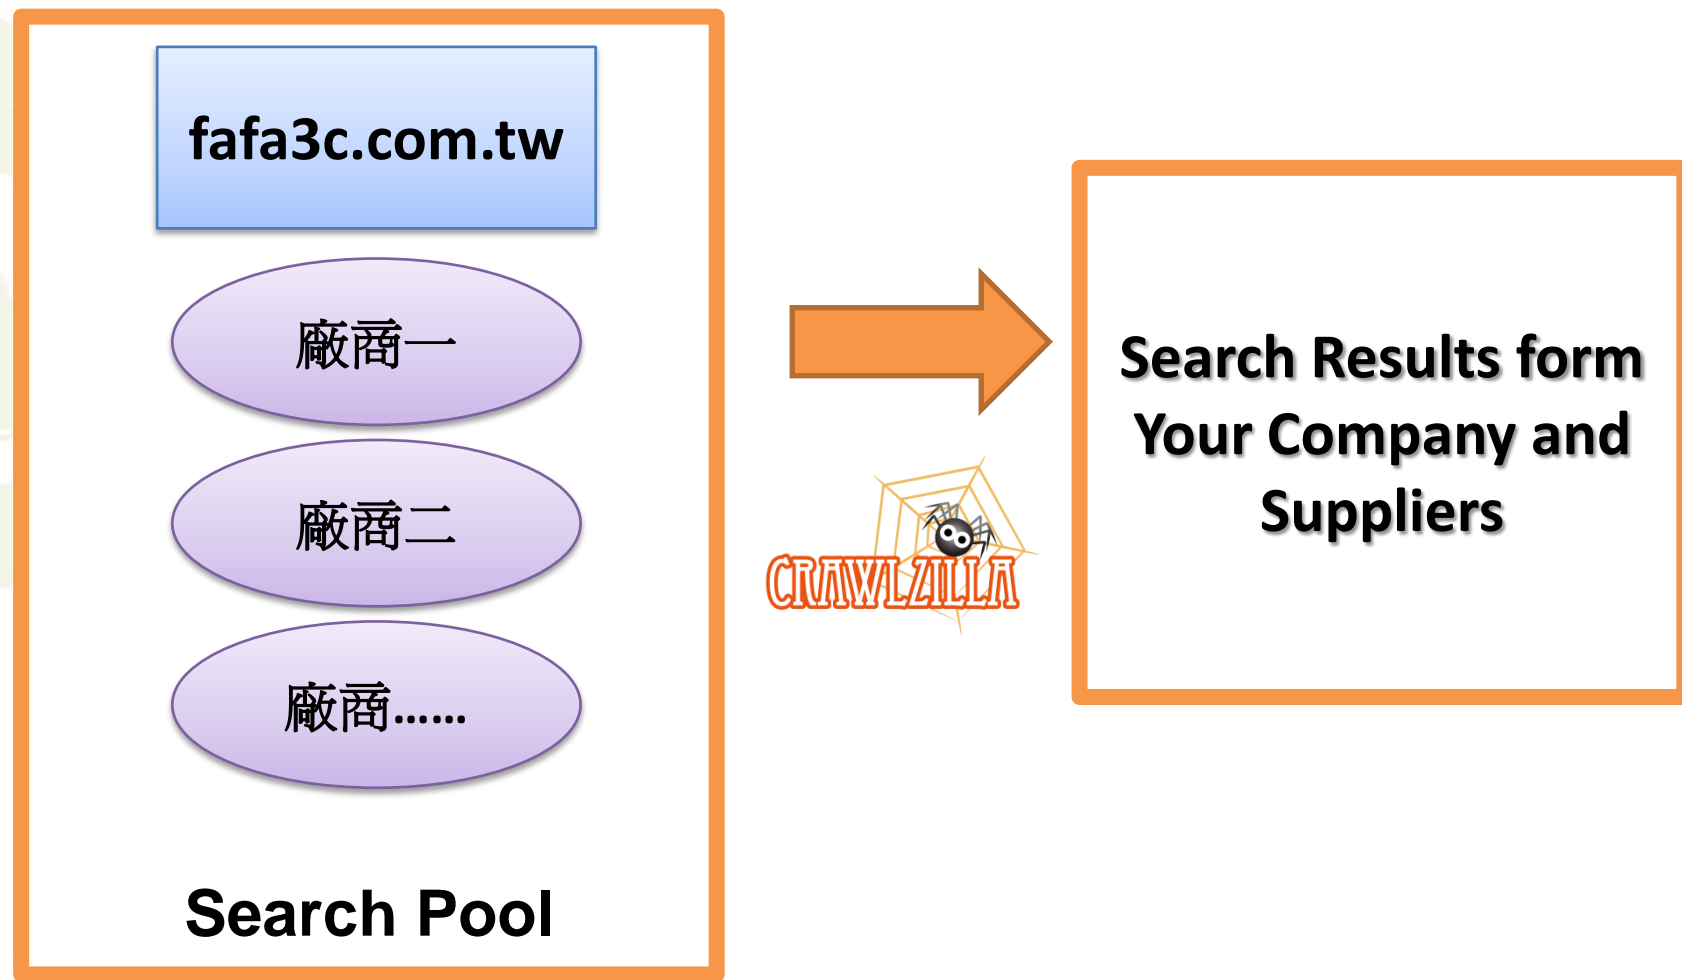 fafa3c.com.tw
廠商一
廠商二
廠商......
Search Pool
CRAWLZILLA
Search Results form
Your Company and
Suppliers